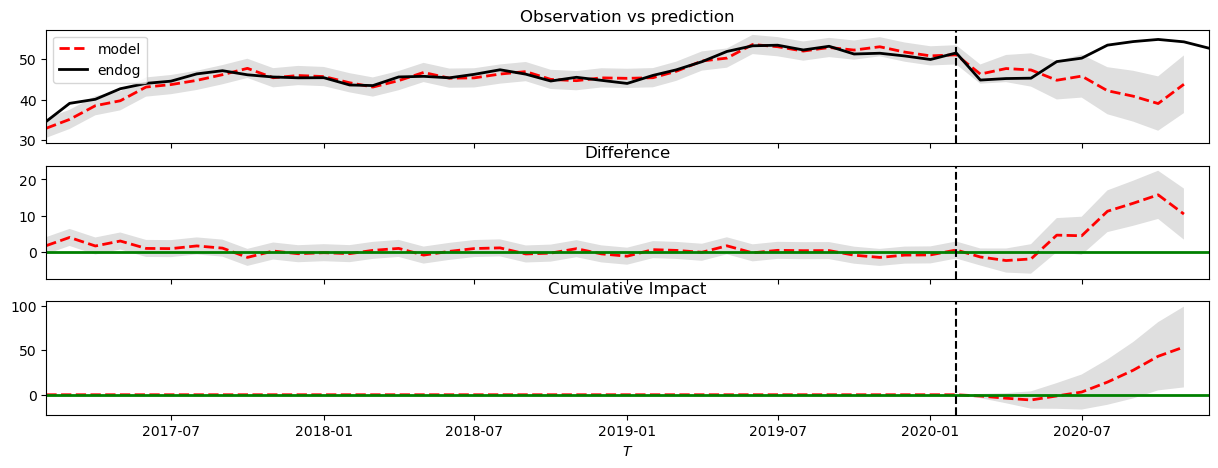 Observation vs prediction
model
endog
50
40
30
Difference
20
10
0
Cumulative Impact
100
50
0
2017-07 2018-01 2018-07 2019-01 2019-07 2020-01 2020-07
T